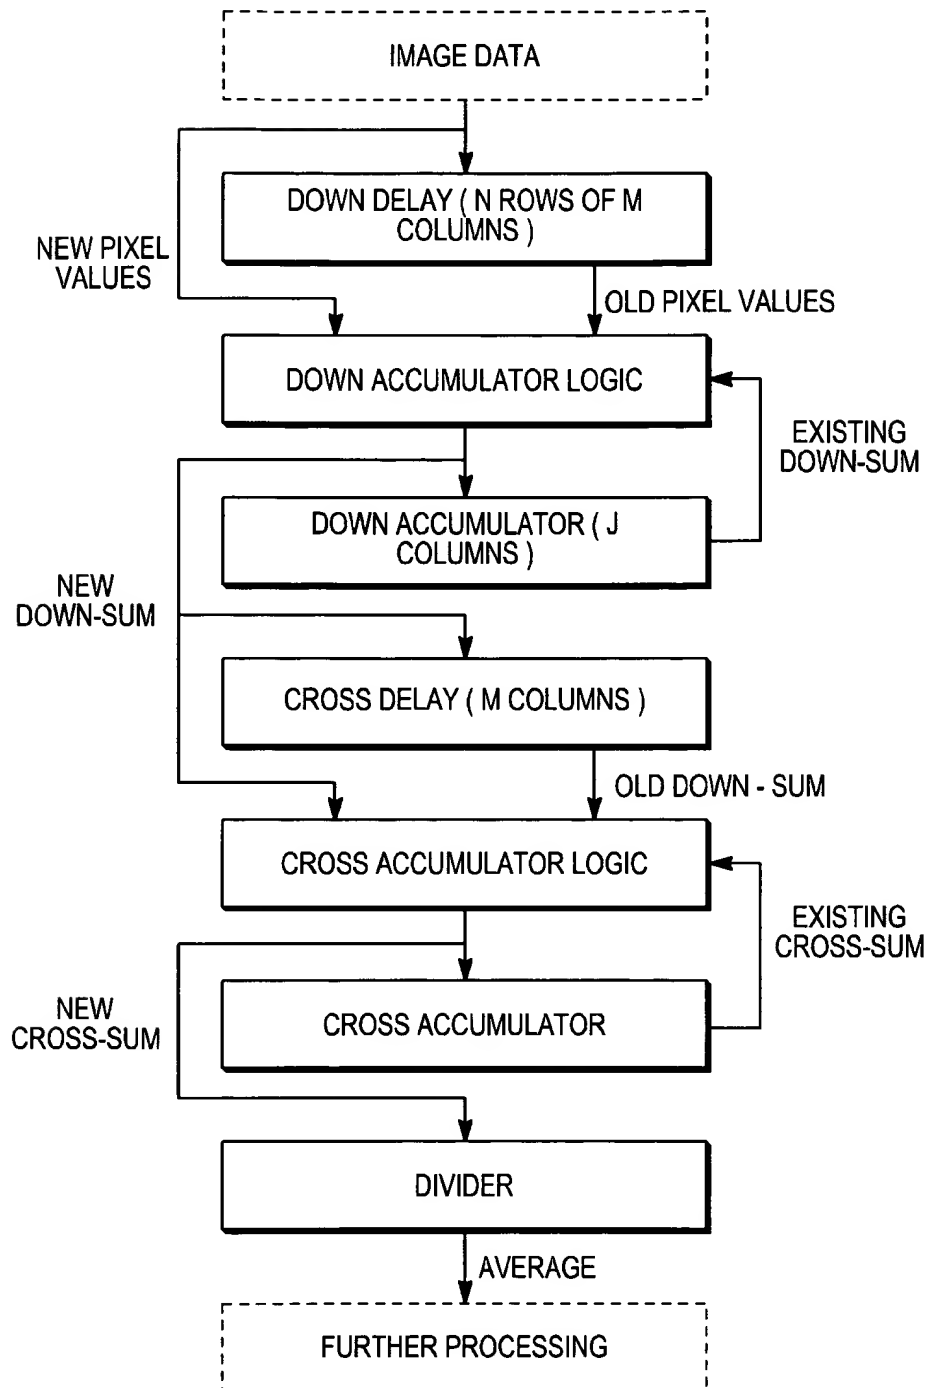 IMAGE DATA
DOWN DELAY ( N ROWS OF M
COLUMNS )
NEW PIXEL
VALUES
OLD PIXEL VALUES
DOWN ACCUMULATOR LOGIC
EXISTING
DOWN-SUM
DOWN ACCUMULATOR ( J
COLUMNS )
NEW
DOWN-SUM
CROSS DELAY ( M COLUMNS )
OLD DOWN - SUM
CROSS ACCUMULATOR LOGIC
EXISTING
CROSS-SUM
NEW
CROSS-SUM
CROSS ACCUMULATOR
DIVIDER
AVERAGE
FURTHER PROCESSING